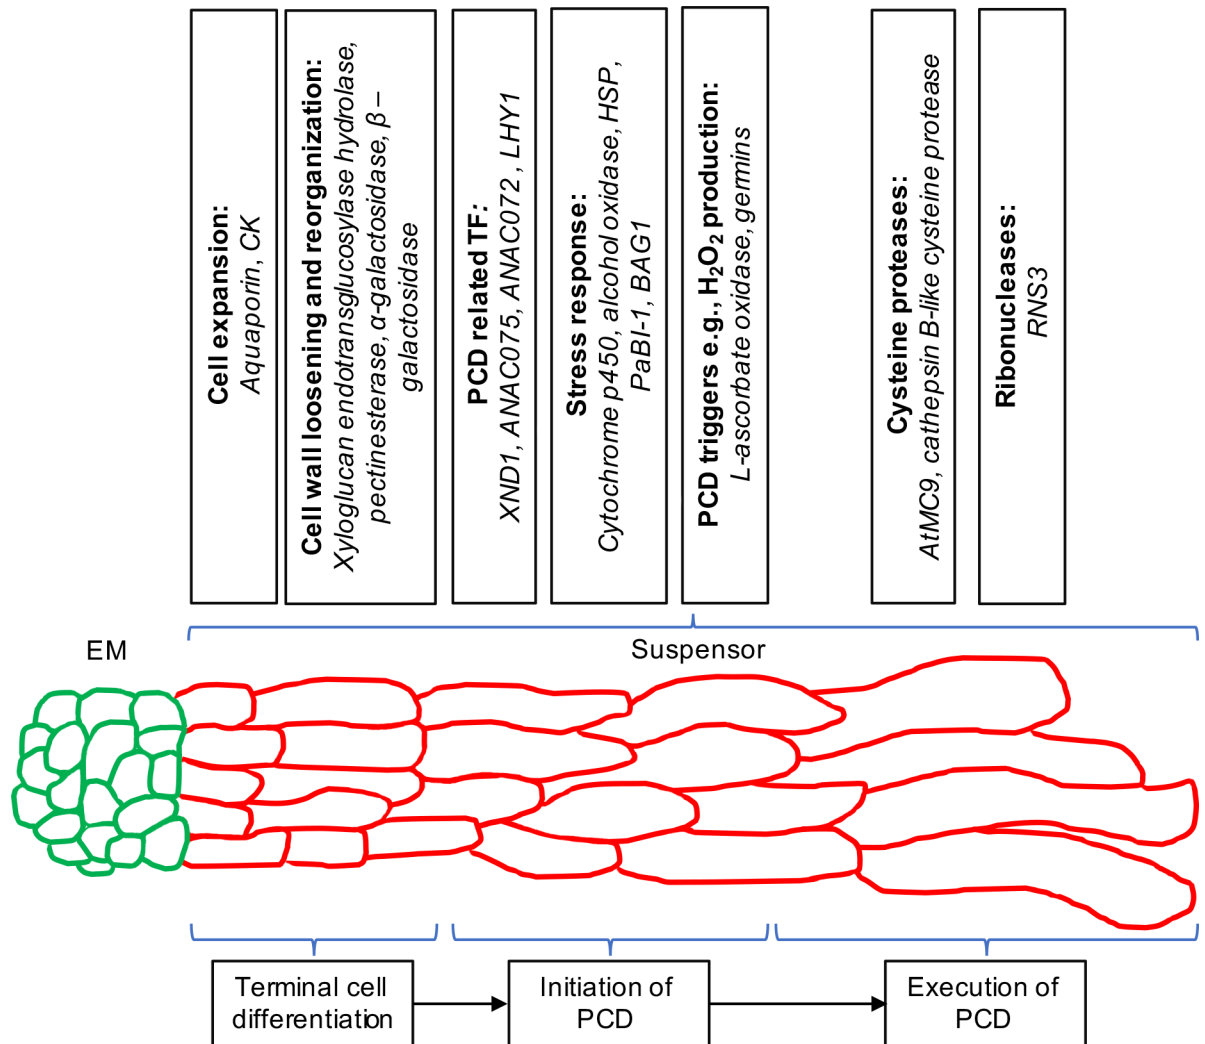 Cell expansion:
Aquaporin, CK
Cell wall loosening and reorganization:
Xyloglucan endotransglucosylase hydrolase,
pectinesterase, α-galactosidase, β –
galactosidase
PCD related TF:
XND1, ANAC075, ANAC072 , LHY1
Stress response:
Cytochrome p450, alcohol oxidase, HSP,
PaBI-1, BAG1
PCD triggers e.g., H₂O₂ production:
L-ascorbate oxidase, germins
Cysteine proteases:
AtMC9, cathepsin B-like cysteine protease
Ribonucleases:
RNS3
EM
Suspensor
Terminal cell
differentiation
Initiation of
PCD
Execution of
PCD